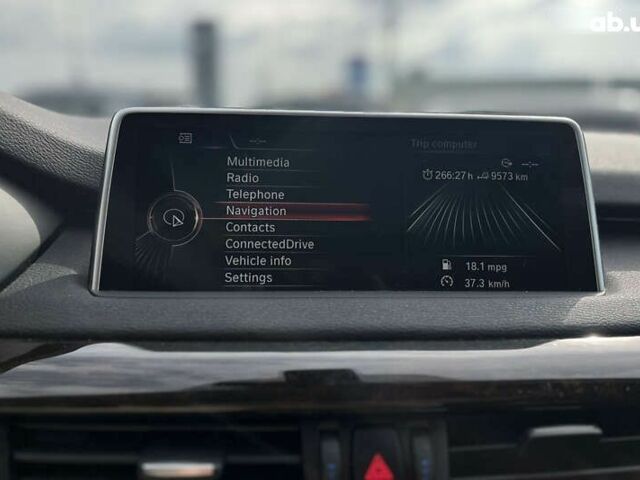 ab.u
--:--
Trip computer
Multimedia
Radio
Telephone
Navigation
Contacts
ConnectedDrive
Vehicle info
Settings
--:--
266:27 h 9573 km
18.1 mpg
37.3 km/h